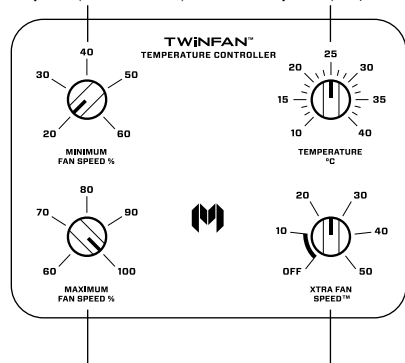 TWiNFAN™
TEMPERATURE CONTROLLER
40
30
50
20
60
MINIMUM
FAN SPEED %
25
20
30
15
35
10
40
TEMPERATURE
°C
80
70
90
60
100
MAXIMUM
FAN SPEED %
20
30
10
40
OFF
50
XTRA FAN
SPEED™